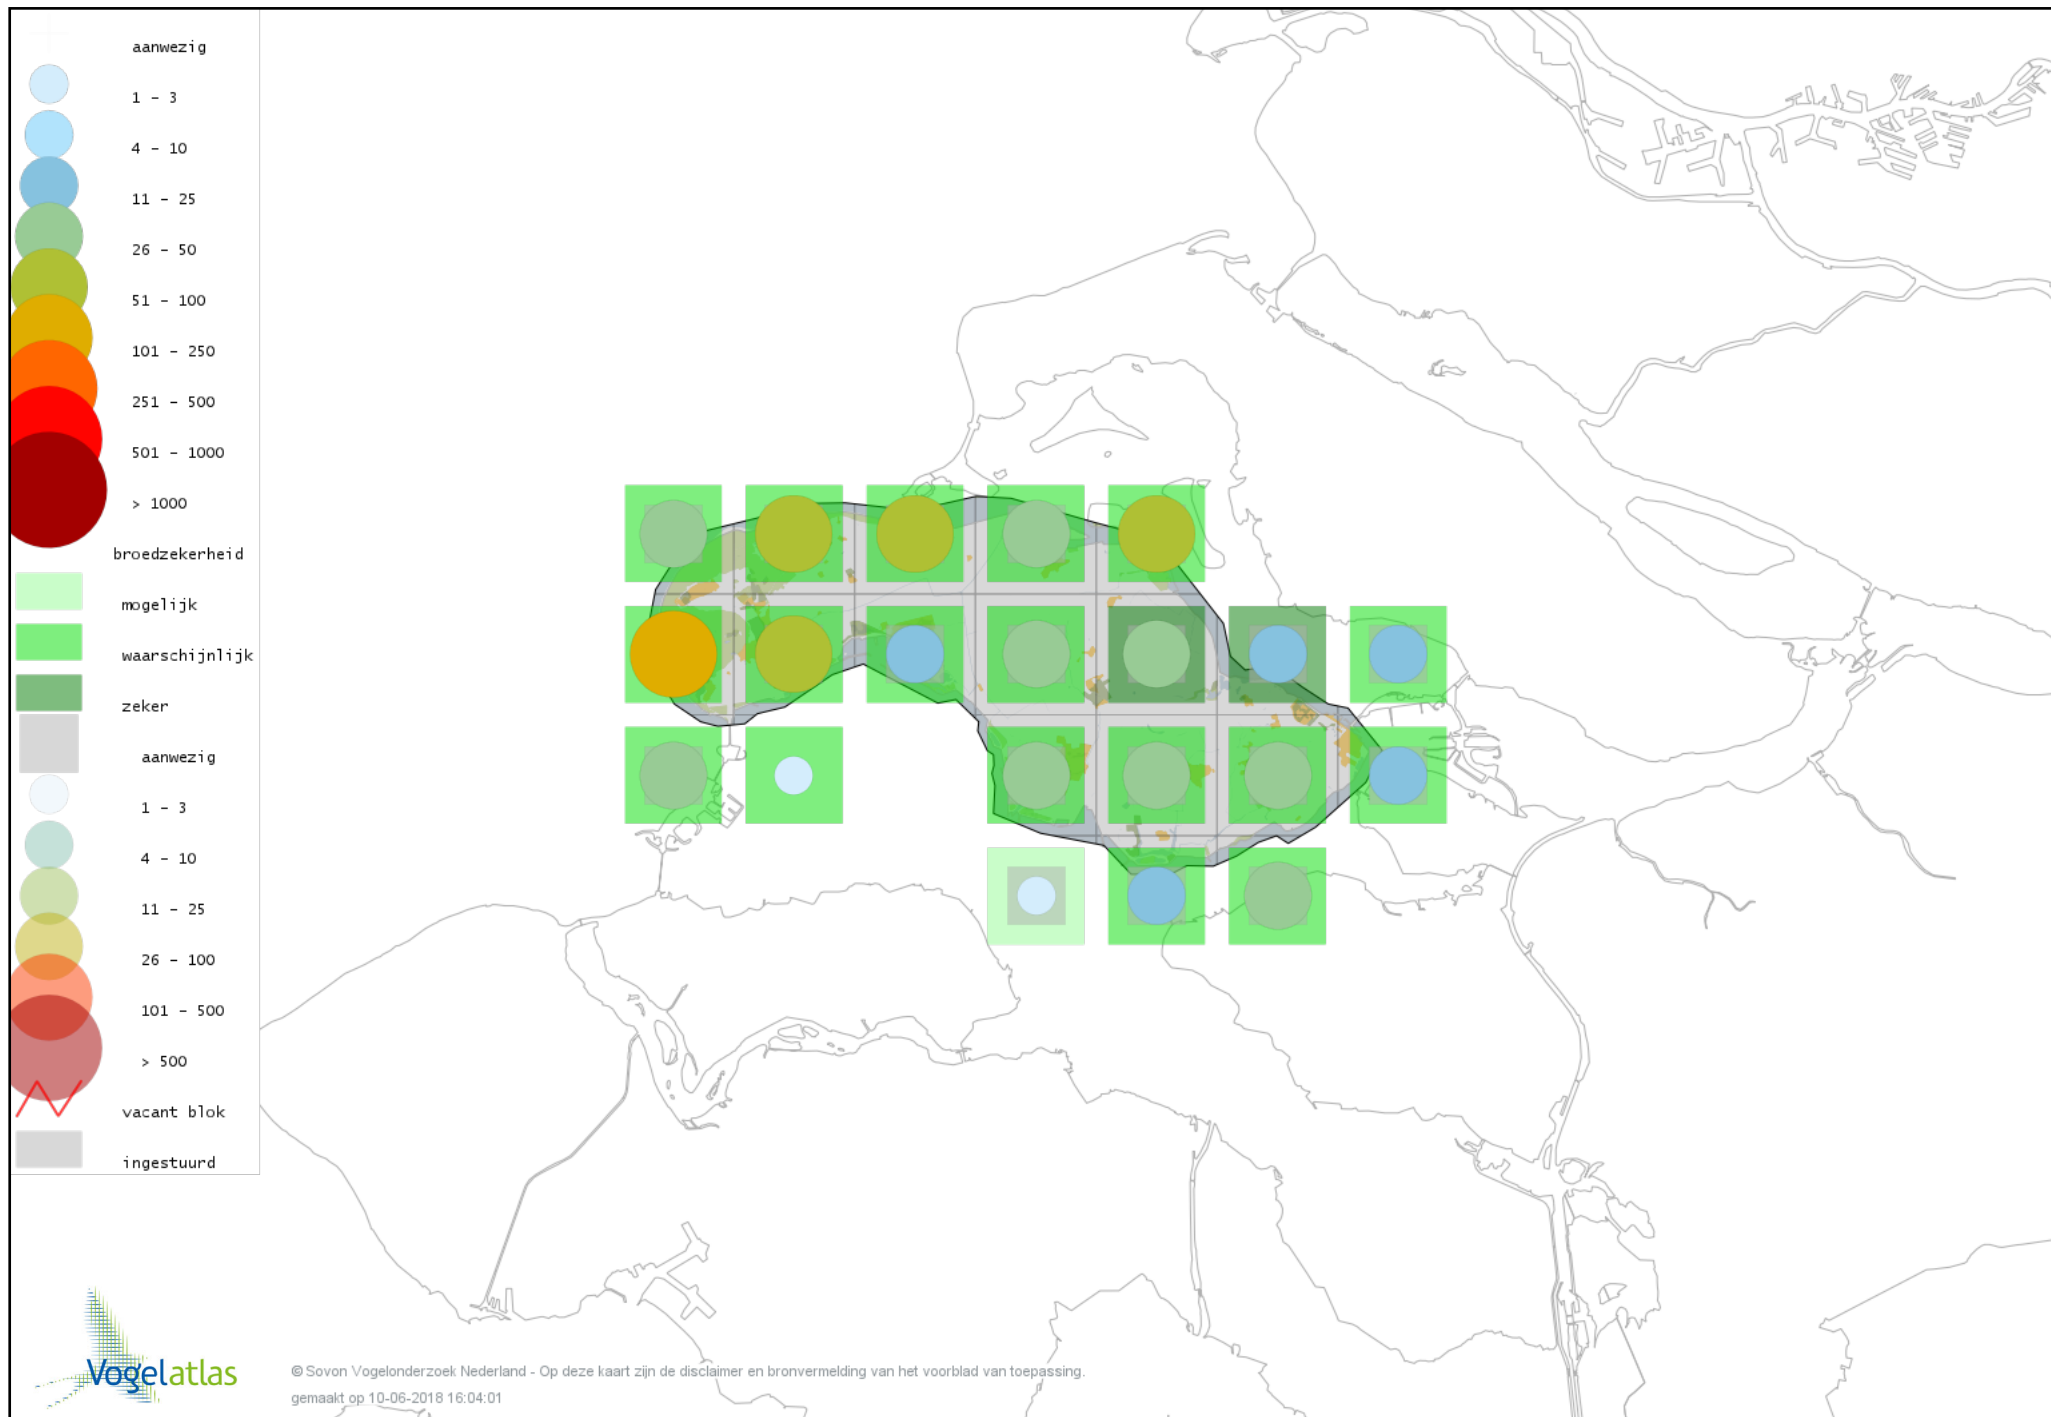 aanwezig
1 - 3
4 - 10
11 - 25
26 - 50
51 - 100
101 - 250
251 - 500
501 - 1000
> 1000
broedzekerheid
mogelijk
waarschijnlijk
zeker
aanwezig
1 - 3
4 - 10
11 - 25
26 - 100
101 - 500
> 500
vacant blok
ingestuurd
Vogelatlas
© Sovon Vogelonderzoek Nederland - Op deze kaart zijn de disclaimer en bronvermelding van het voorblad van toepassing.
gemaakt op 10-06-2018 16:04:01